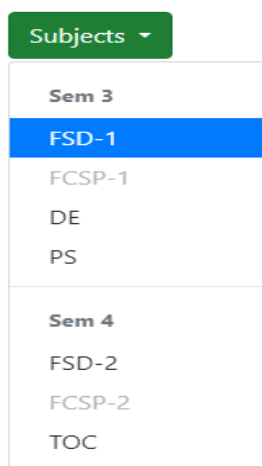 Subjects
Sem 3
FSD-1
FCSP-1
DE
PS
Sem 4
FSD-2
FCSP-2
TOC